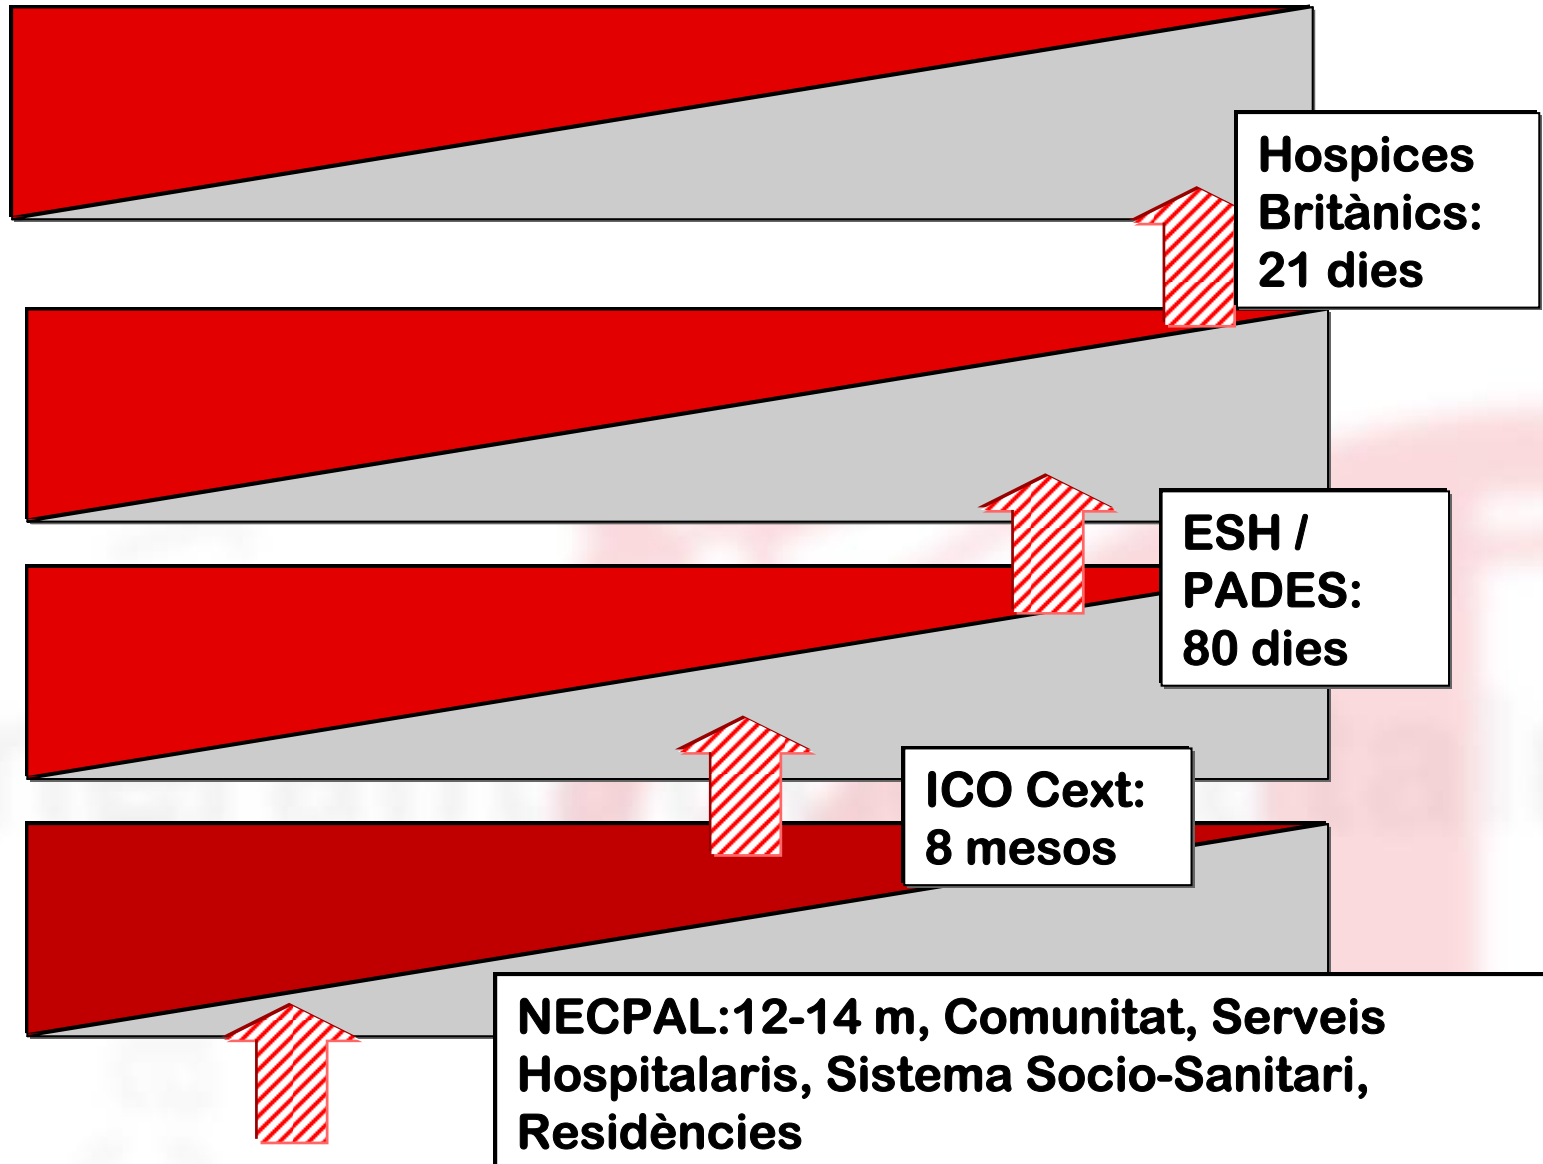 Hospices
Britànics:
21 dies
ESH /
PADES:
80 dies
ICO Cext:
8 mesos
NECPAL:12-14 m, Comunitat, Serveis
Hospitalaris, Sistema Socio-Sanitari,
Residències